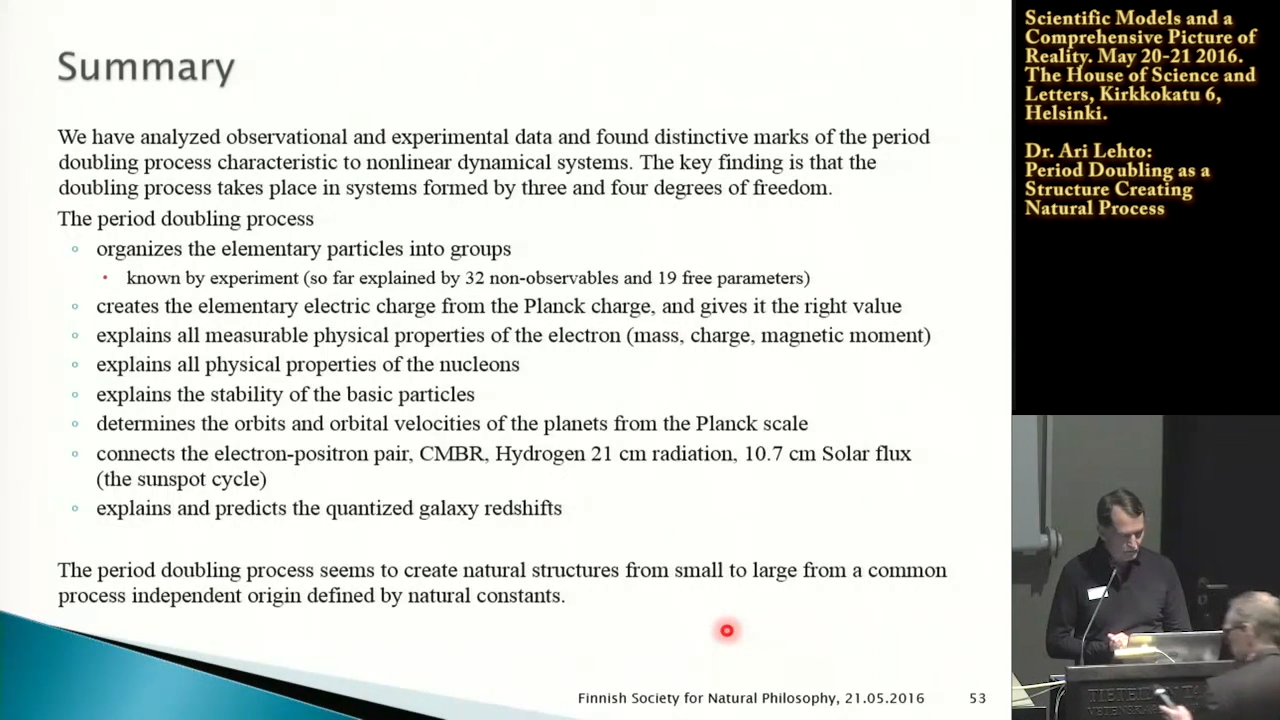 Summary
We have analyzed observational and experimental data and found distinctive marks of the period
doubling process characteristic to nonlinear dynamical systems. The key finding is that the
doubling process takes place in systems formed by three and four degrees of freedom.
The period doubling process
organizes the elementary particles into groups
known by experiment (so far explained by 32 non-observables and 19 free parameters)
creates the elementary electric charge from the Planck charge, and gives it the right value
explains all measurable physical properties of the electron (mass, charge, magnetic moment)
explains all physical properties of the nucleons
explains the stability of the basic particles
determines the orbits and orbital velocities of the planets from the Planck scale
connects the electron-positron pair, CMBR, Hydrogen 21 cm radiation, 10.7 cm Solar flux
(the sunspot cycle)
explains and predicts the quantized galaxy redshifts
The period doubling process seems to create natural structures from small to large from a common
process independent origin defined by natural constants.
Finnish Society for Natural Philosophy, 21.05.2016 53
Scientific Models and a
Comprehensive Picture of
Reality. May 20-21 2016.
The House of Science and
Letters, Kirkkokatu 6,
Helsinki.
Dr. Ari Lehto:
Period Doubling as a
Structure Creating
Natural Process